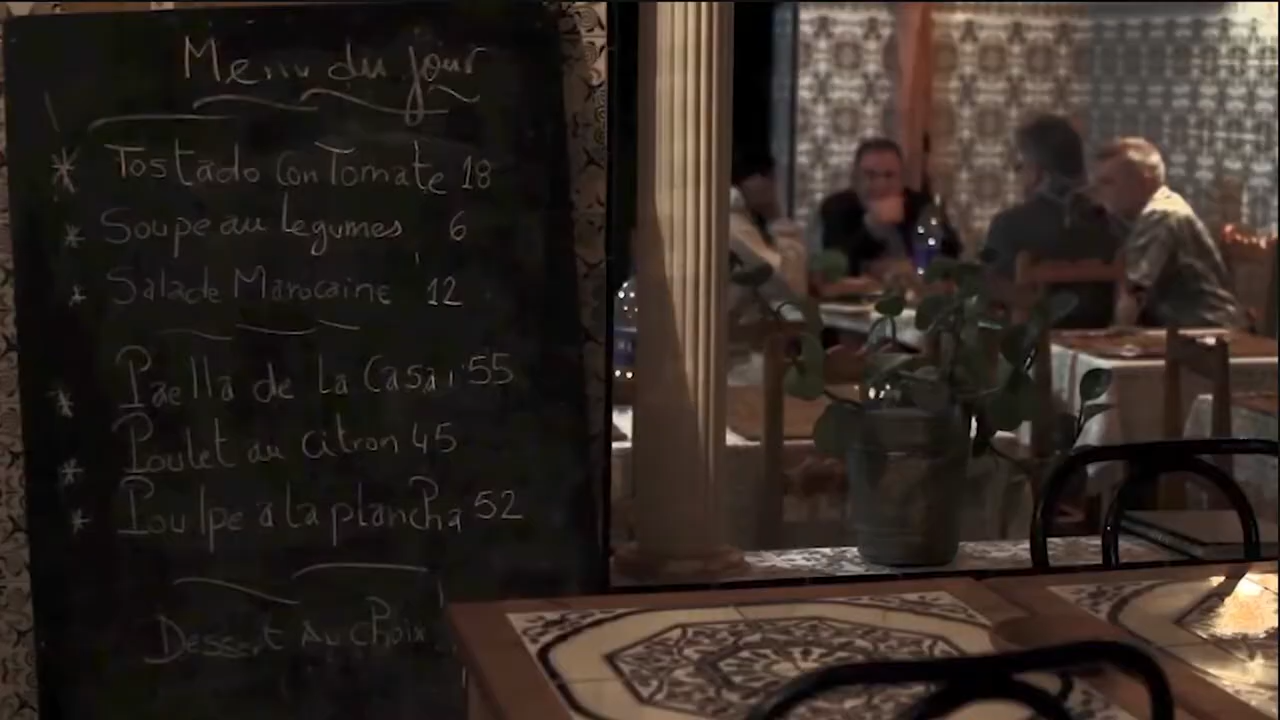 Menu du jour
* Tostado Con Tomate 18
* Soupe au Legumes 6
* Salade Marocaine 12
* Paella de La Casa 55
* Poulet au citron 45
* Poulpe a la plancha 52
Dessert Au Choix